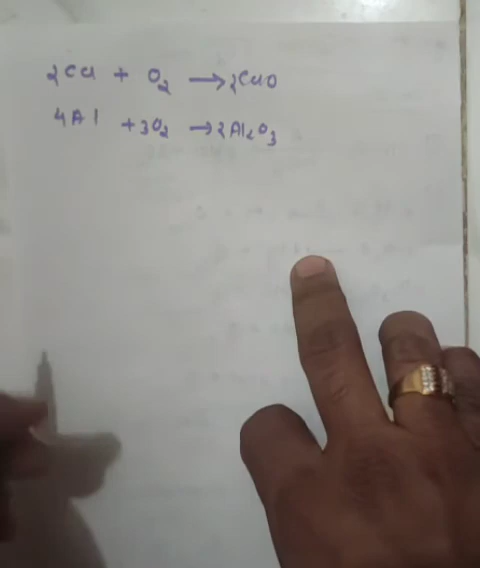 2Cu + O₂ → 2CuO
4Al + 3O₂ → 2Al₂O₃